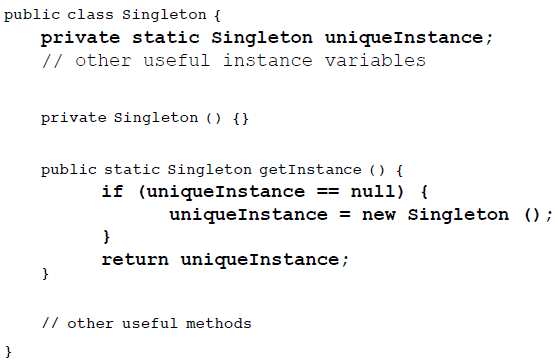 public class Singleton {
private static Singleton uniqueInstance;
// other useful instance variables
private Singleton () {}
public static Singleton getInstance () {
if (uniqueInstance == null) {
uniqueInstance = new Singleton ();
}
return uniqueInstance;
}
// other useful methods
}